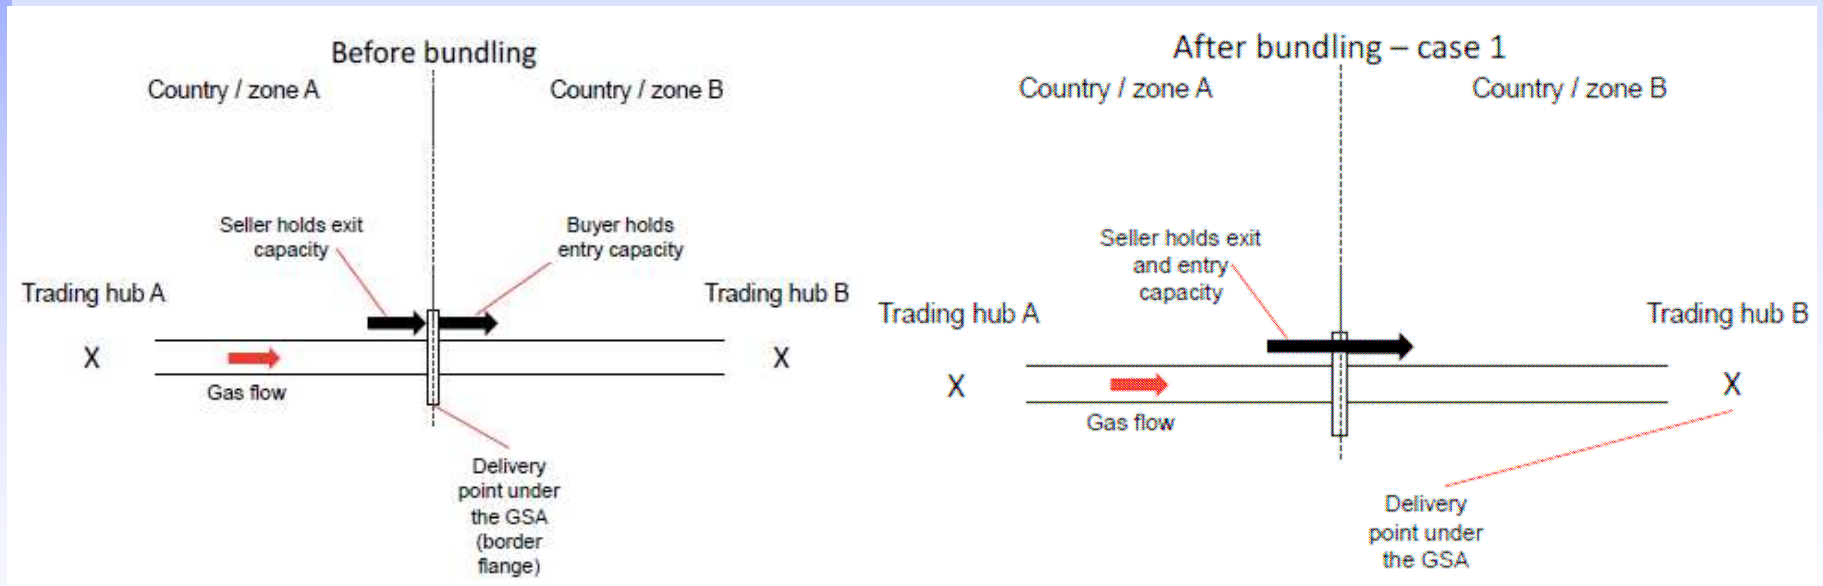 Before bundling
Country / zone A
Country / zone B
Seller holds exit
capacity
Buyer holds
entry capacity
Trading hub A
Trading hub B
X
X
Gas flow
Delivery
point under
the GSA
(border
flange)
After bundling – case 1
Country / zone A
Country / zone B
Seller holds exit
and entry
capacity
Trading hub A
Trading hub B
X
X
Gas flow
Delivery
point under
the GSA